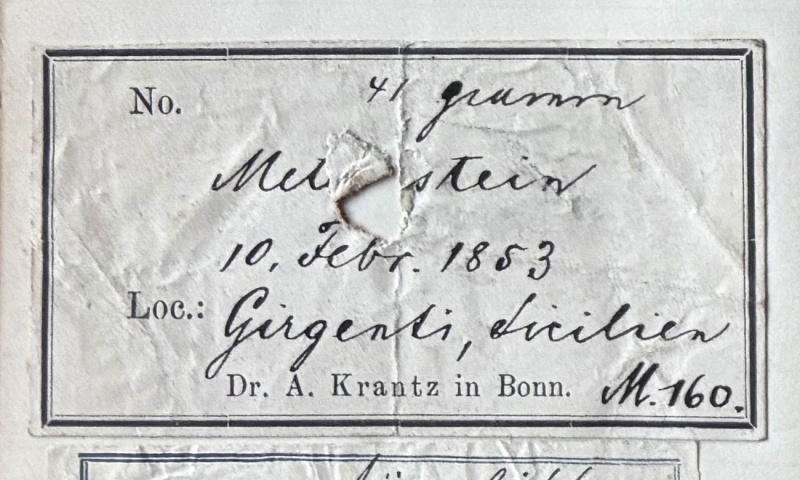 No. 41 gramm
10. Febr. 1853
Loc.: Girgenti, Sicilien
Dr. A. Krantz in Bonn. M. 160.